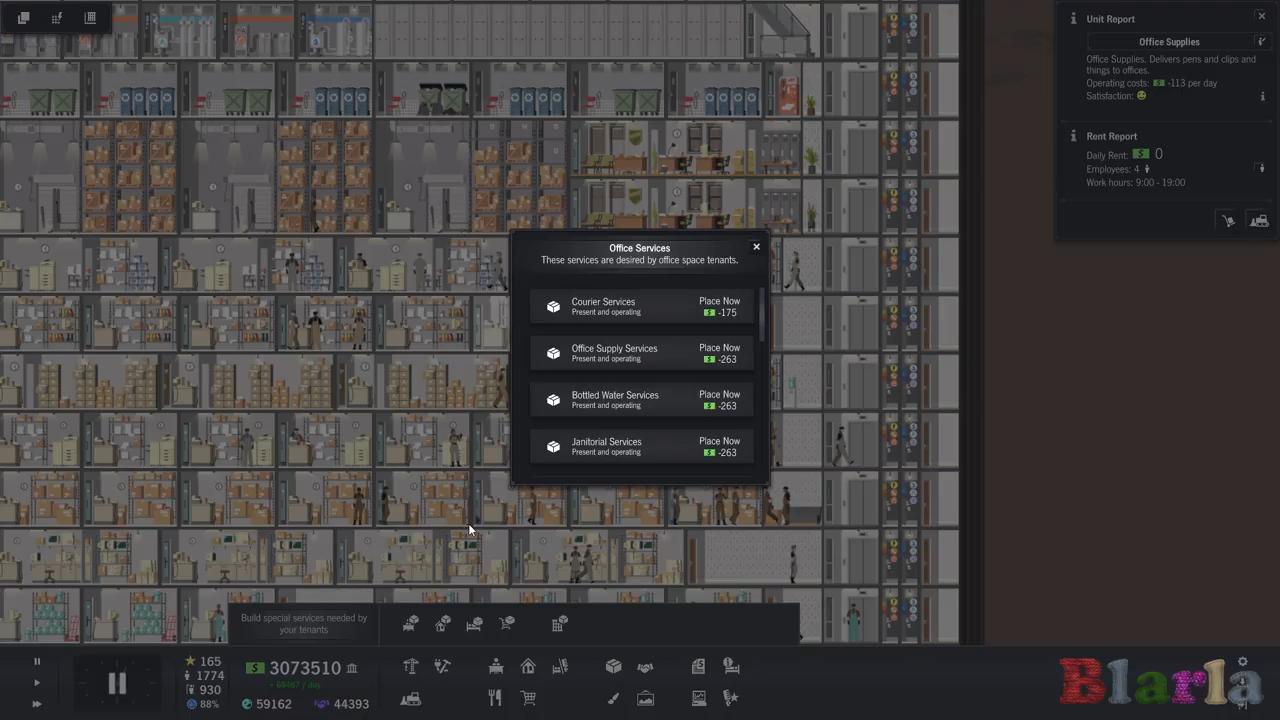 Unit Report
Office Supplies
Office Supplies. Delivers pens and clips and
things to offices.
Operating costs: $ -113 per day
Satisfaction:
Rent Report
Daily Rent: $ 0
Employees: 4
Work hours: 9:00 - 19:00
Office Services
These services are desired by office space tenants.
Courier Services
Present and operating
Place Now
$ -175
Office Supply Services
Present and operating
Place Now
$ -263
Bottled Water Services
Present and operating
Place Now
$ -263
Janitorial Services
Present and operating
Place Now
$ -263
Build special services needed by
your tenants
165
1774
930
88%
$ 3073510
59162
44393
Blarla